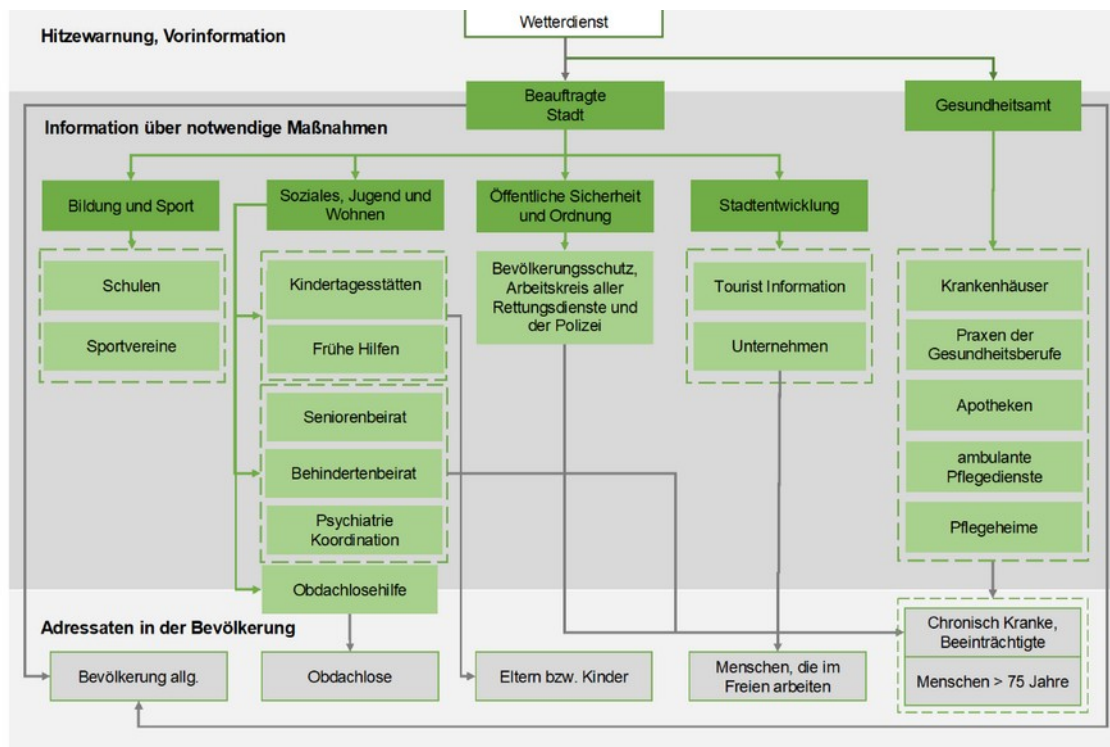 Wetterdienst
Hitzewarnung, Vorinformation
Beauftragte
Stadt
Gesundheitsamt
Information über notwendige Maßnahmen
Bildung und Sport
Soziales, Jugend und
Wohnen
Öffentliche Sicherheit
und Ordnung
Stadtentwicklung
Schulen
Sportvereine
Kindertagesstätten
Frühe Hilfen
Seniorenbeirat
Behindertenbeirat
Psychiatrie
Koordination
Obdachlosehilfe
Bevölkerungsschutz,
Arbeitskreis aller
Rettungsdienste und
der Polizei
Tourist Information
Unternehmen
Krankenhäuser
Praxen der
Gesundheitsberufe
Apotheken
ambulante
Pflegedienste
Pflegeheime
Adressaten in der Bevölkerung
Bevölkerung allg.
Obdachlose
Eltern bzw. Kinder
Menschen, die im
Freien arbeiten
Chronisch Kranke,
Beeinträchtigte
Menschen > 75 Jahre